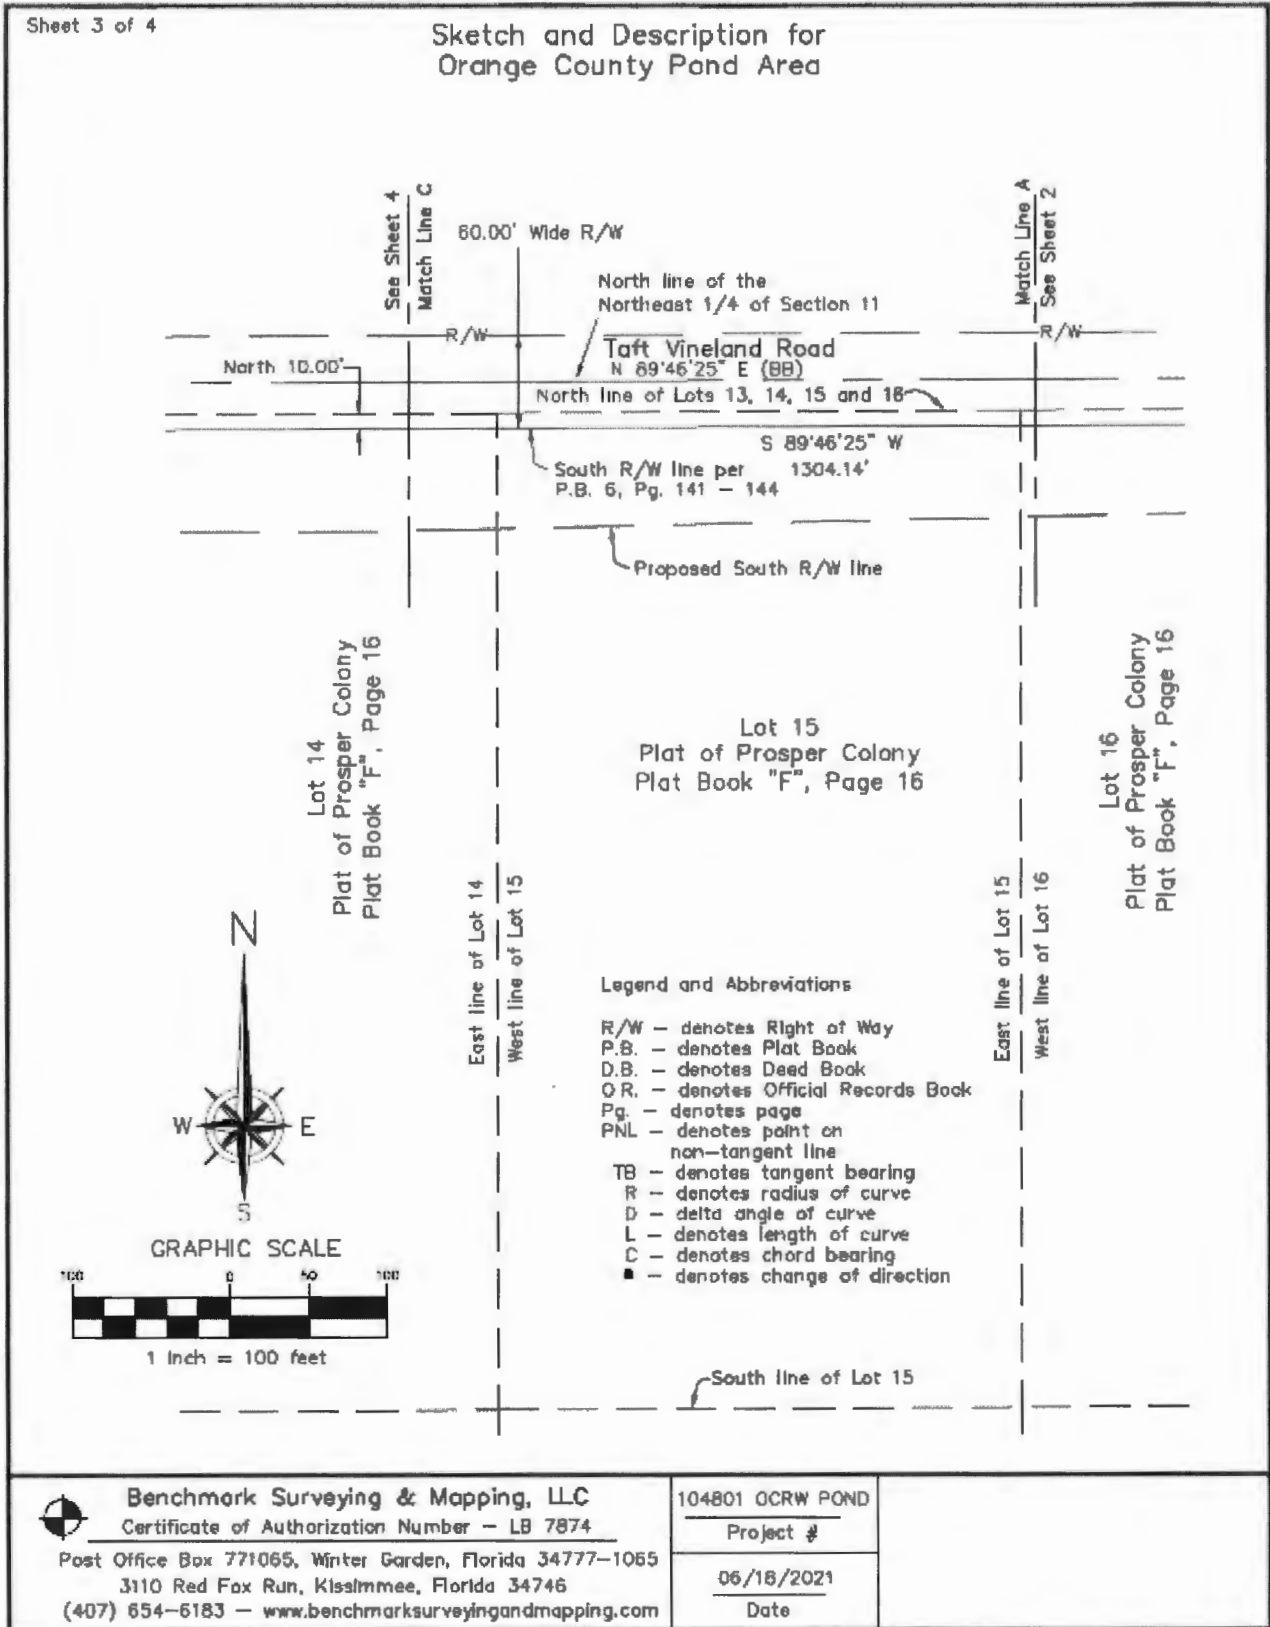 Sheet 3 of 4
Sketch and Description for
Orange County Pond Area
See Sheet 4
Match Line C
Match Line A
See Sheet 2
60.00' Wide R/W
North line of the
Northeast 1/4 of Section 11
R/W
R/W
Taft Vineland Road
N 89°46'25" E (BB)
North 10.00'
North line of Lots 13, 14, 15 and 16
S 89°46'25" W
1304.14'
South R/W line per
P.B. 6, Pg. 141 - 144
Proposed South R/W line
Lot 14
Plat of Prosper Colony
Plat Book "F", Page 16
Lot 15
Plat of Prosper Colony
Plat Book "F", Page 16
Lot 16
Plat of Prosper Colony
Plat Book "F", Page 16
East line of Lot 14
West line of Lot 15
East line of Lot 15
West line of Lot 16
N
W
E
S
GRAPHIC SCALE
100 0 50 100
1 inch = 100 feet
Legend and Abbreviations
R/W - denotes Right of Way
P.B. - denotes Plat Book
D.B. - denotes Deed Book
O R. - denotes Official Records Book
Pg. - denotes page
PNL - denotes point on
non-tangent line
TB - denotes tangent bearing
R - denotes radius of curve
D - delta angle of curve
L - denotes length of curve
C - denotes chord bearing
■ - denotes change of direction
South line of Lot 15
Benchmark Surveying & Mapping, LLC
Certificate of Authorization Number - LB 7874
Post Office Box 771065, Winter Garden, Florida 34777-1065
3110 Red Fox Run, Kissimmee, Florida 34746
(407) 654-6183 - www.benchmarksurveyingandmapping.com
104801 OCRW POND
Project #
06/16/2021
Date